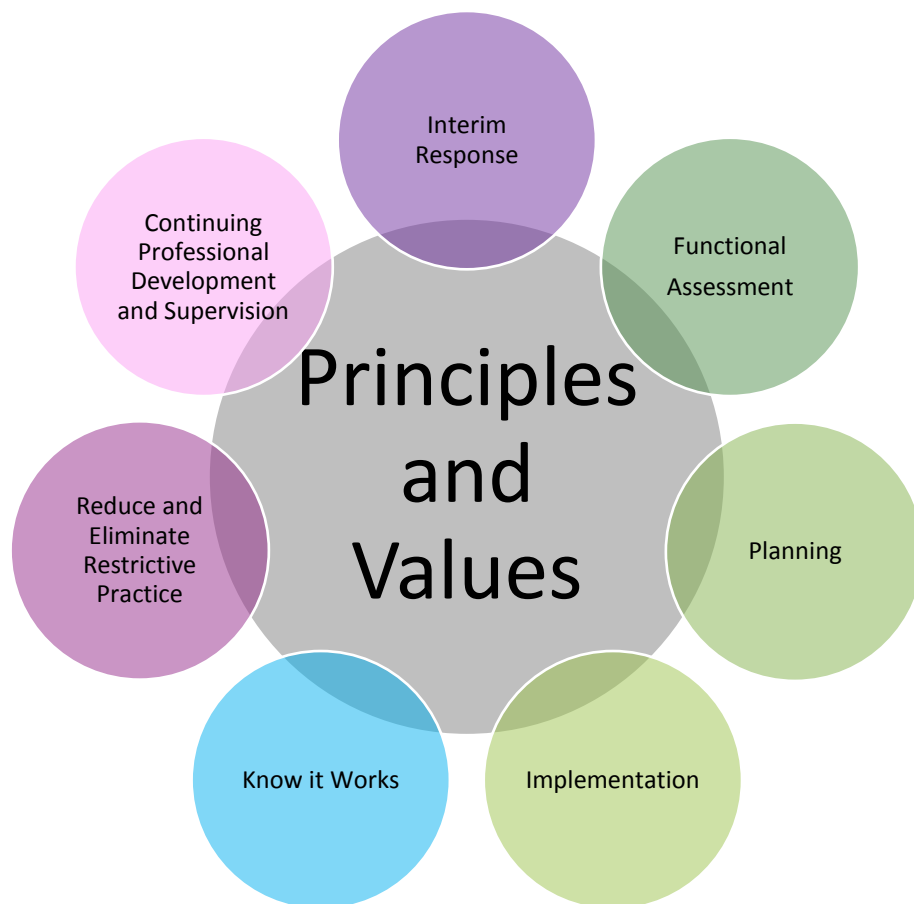 Interim
Response
Functional
Assessment
Planning
Implementation
Know it Works
Reduce and
Eliminate
Restrictive
Practice
Continuing
Professional
Development
and Supervision
Principles
and
Values